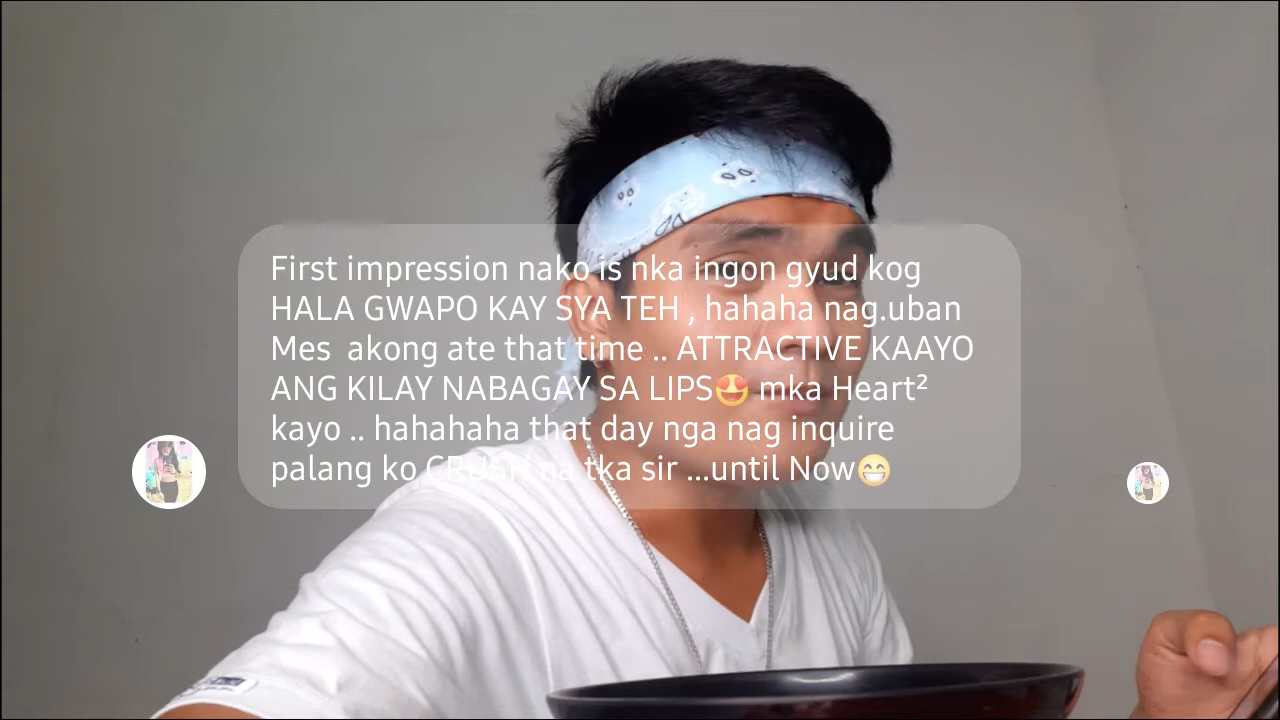 First impression nako is nka ingon gyud kog
HALA GWAPO KAY SYA TEH , hahaha nag.uban
Mes akong ate that time .. ATTRACTIVE KAAYO
ANG KILAY NABAGAY SA LIPS😍 mka Heart²
kayo .. hahahaha that day nga nag inquire
palang ko CRUSH na tka sir ...until Now😁